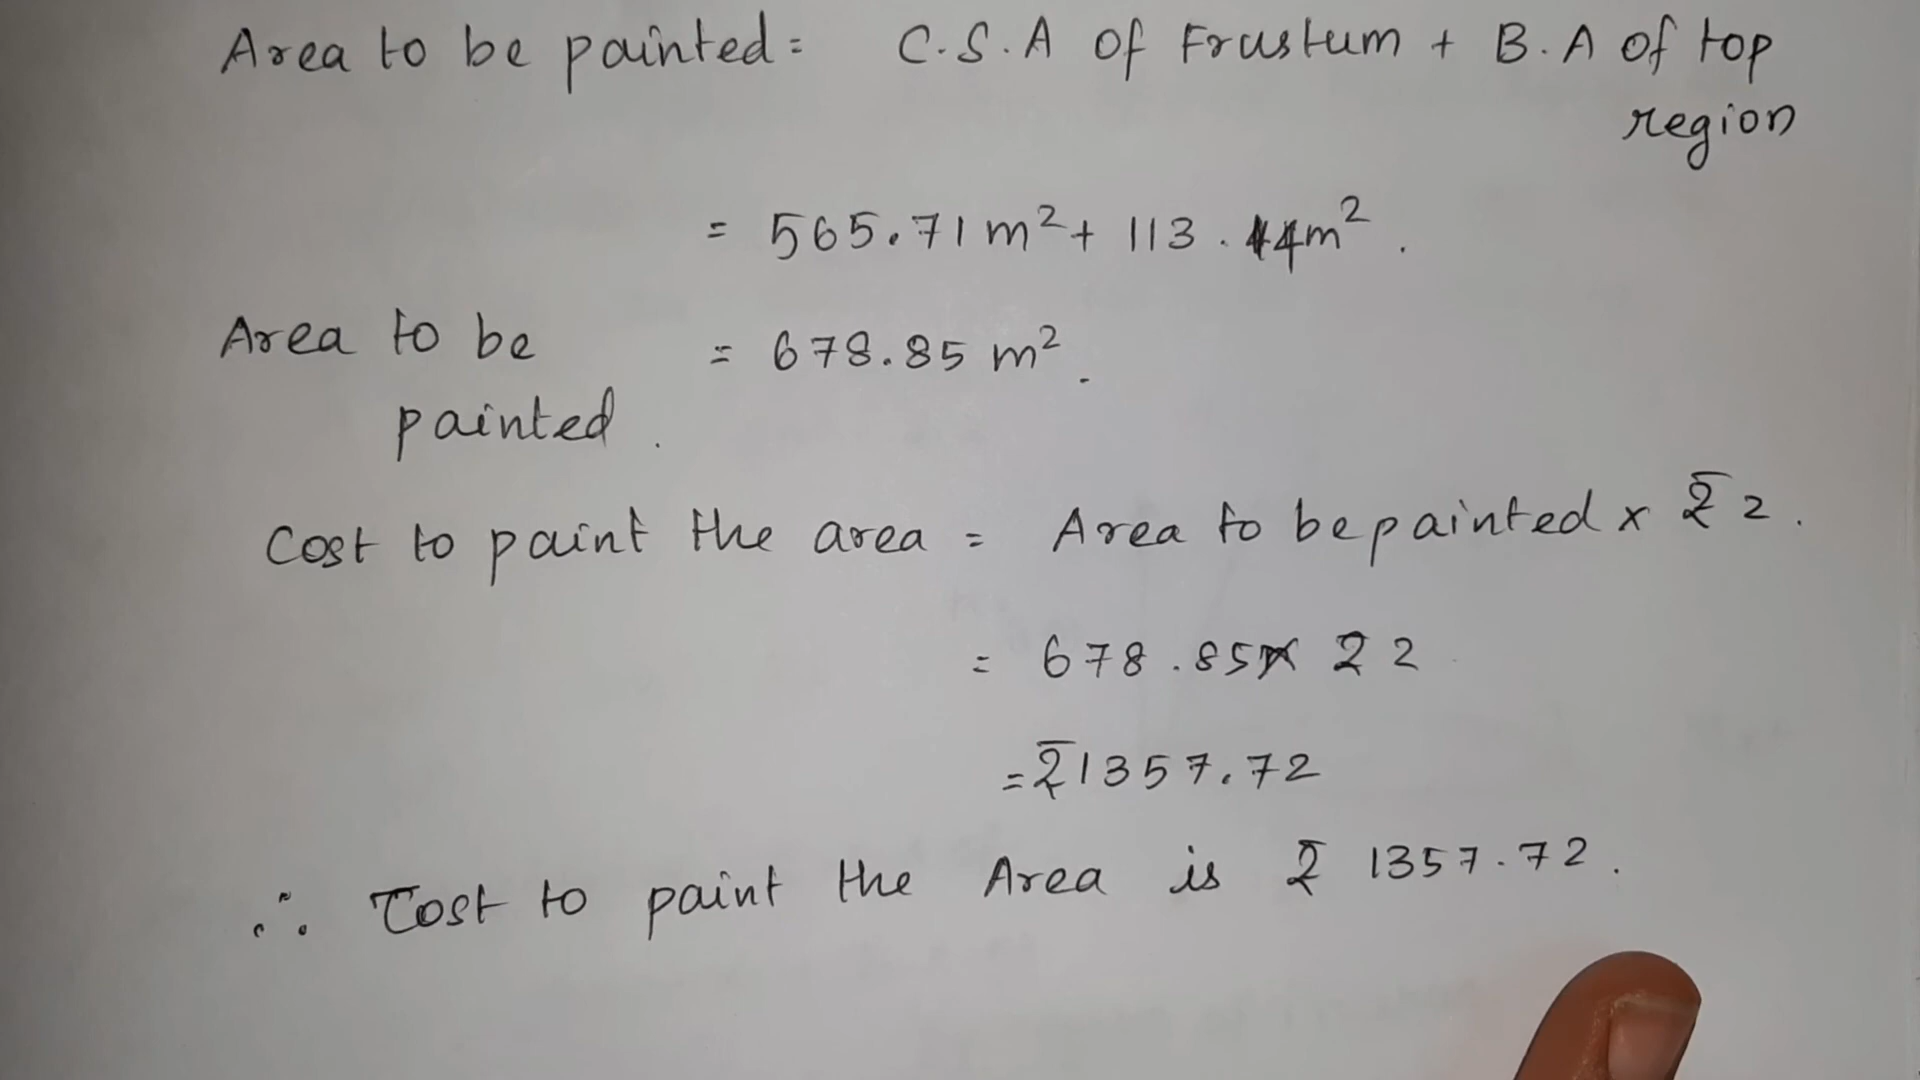 Area to be painted = C.S.A of Frustum + B.A of top
region
= 565.71 m² + 113.14m².
Area to be = 678.85 m².
painted.
Cost to paint the area = Area to be painted x ₹ 2.
= 678.85 x ₹ 2
= ₹1357.72
∴ Cost to paint the Area is ₹ 1357.72.